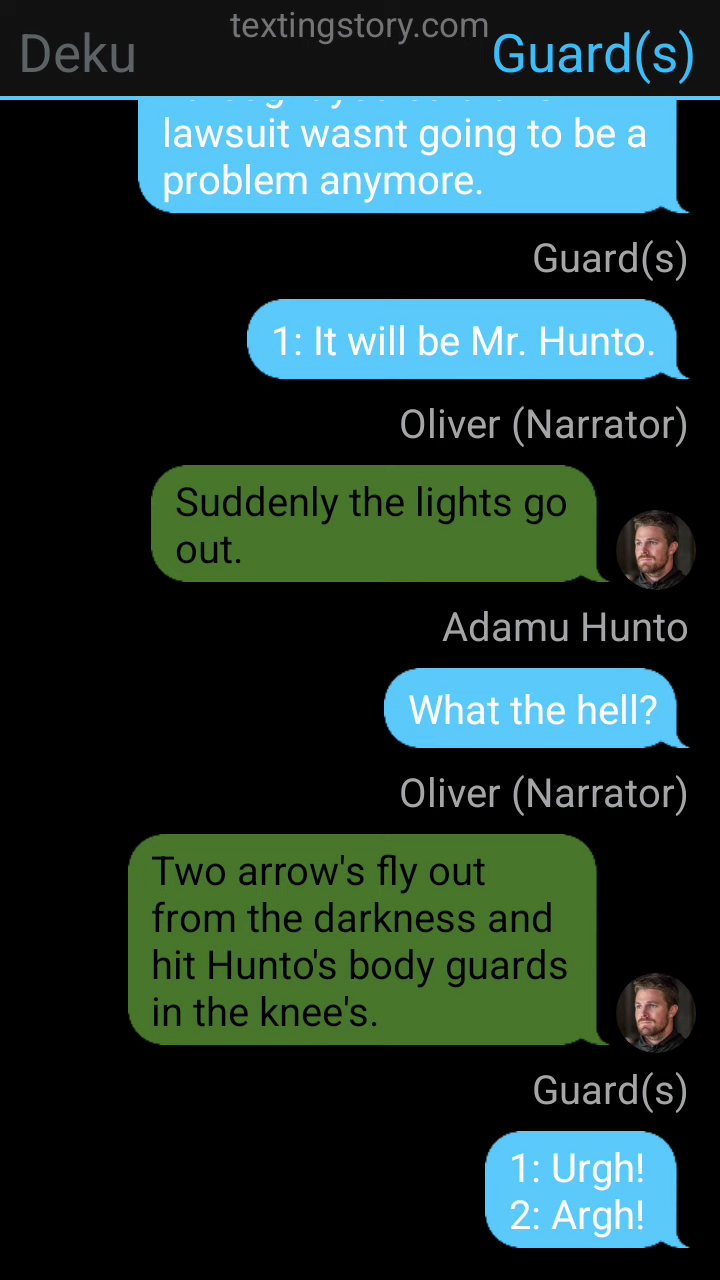 textingstory.com
Deku
Guard(s)
lawsuit wasnt going to be a
problem anymore.
Guard(s)
1: It will be Mr. Hunto.
Oliver (Narrator)
Suddenly the lights go
out.
Adamu Hunto
What the hell?
Oliver (Narrator)
Two arrow's fly out
from the darkness and
hit Hunto's body guards
in the knee's.
Guard(s)
1: Urgh!
2: Argh!